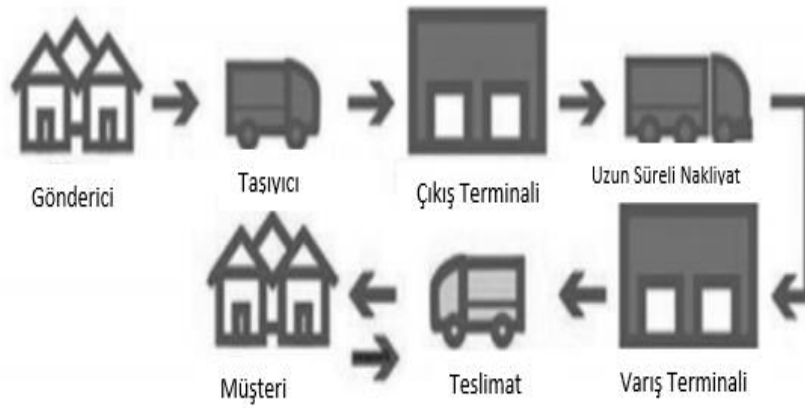 Gönderici
Taşıyıcı
Çıkış Terminali
Uzun Süreli Nakliyat
Müşteri
Teslimat
Varış Terminali